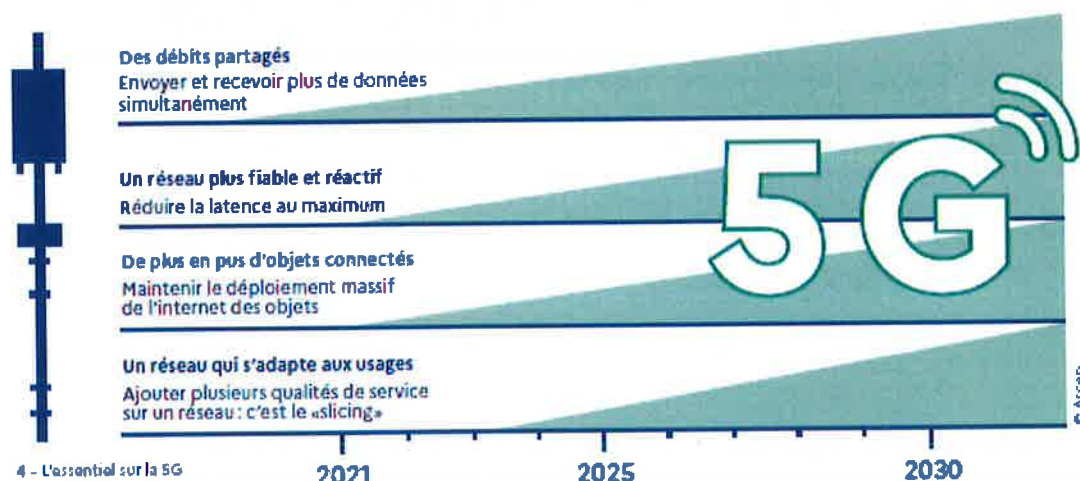 Des débits partagés
Envoyer et recevoir plus de données
simultanément
Un réseau plus fiable et réactif
Réduire la latence au maximum
De plus en pus d'objets connectés
Maintenir le déploiement massif
de l'internet des objets
Un réseau qui s'adapte aux usages
Ajouter plusieurs qualités de service
sur un réseau : c'est le «slicing»
5G
© Arcep
2021
2025
2030
4 - L'essentiel sur la 5G